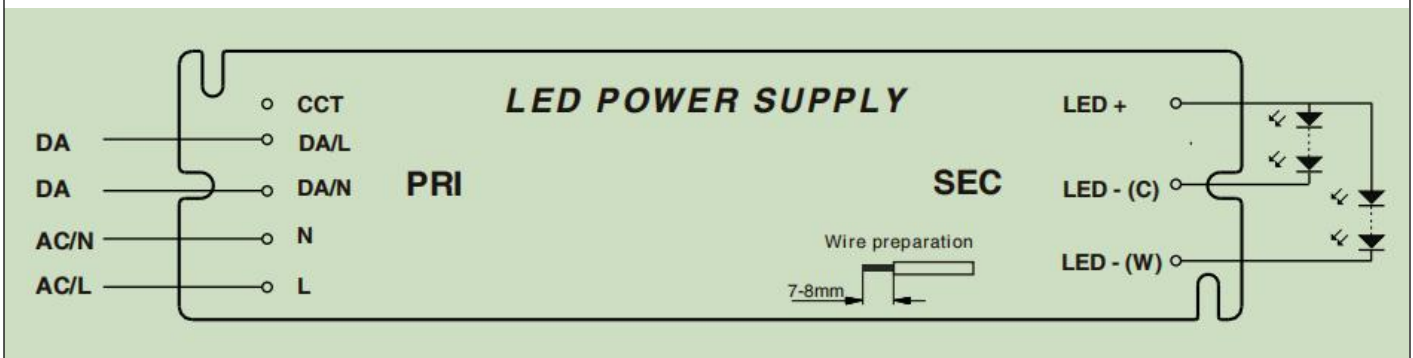 LED POWER SUPPLY
CCT
DA DA/L
DA DA/N
AC/N N
AC/L L
PRI
SEC
LED +
LED - (C)
LED - (W)
Wire preparation
7-8mm